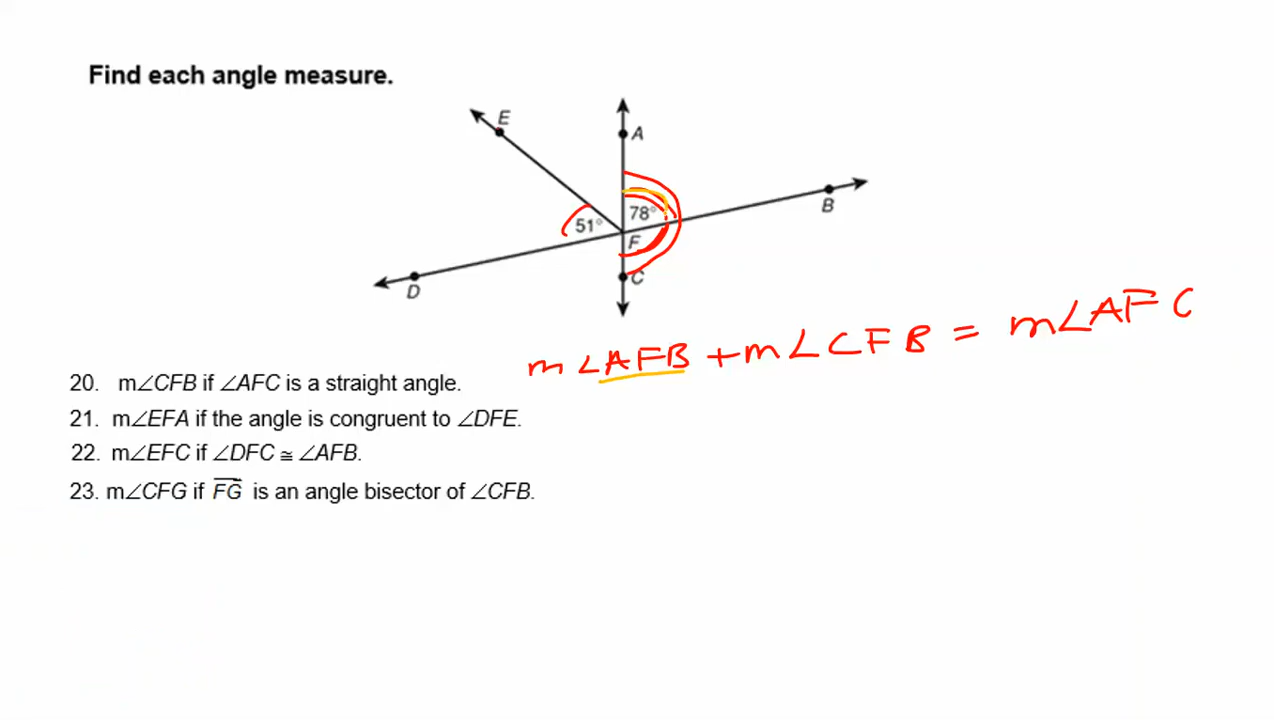 Find each angle measure.
E
A
B
78°
51°
F
C
D
m∠AFB + m∠CFB = m∠AFC
20. m∠CFB if ∠AFC is a straight angle.
21. m∠EFA if the angle is congruent to ∠DFE.
22. m∠EFC if ∠DFC ≅ ∠AFB.
23. m∠CFG if F͞G⃗ is an angle bisector of ∠CFB.